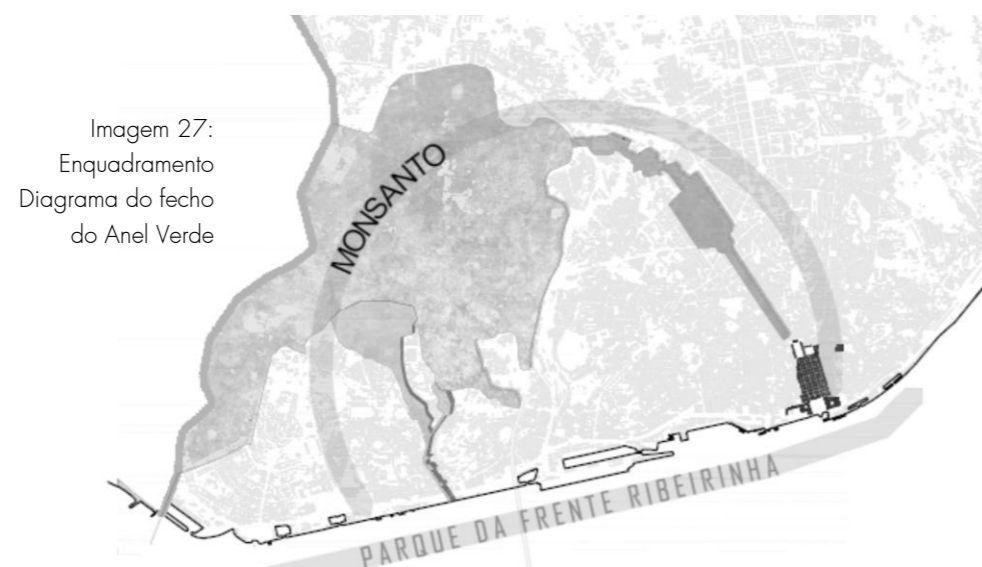 Imagem 27:
Enquadramento
Diagrama do fecho
do Anel Verde
MONSANTO
PARQUE DA FRENTE RIBEIRINHA